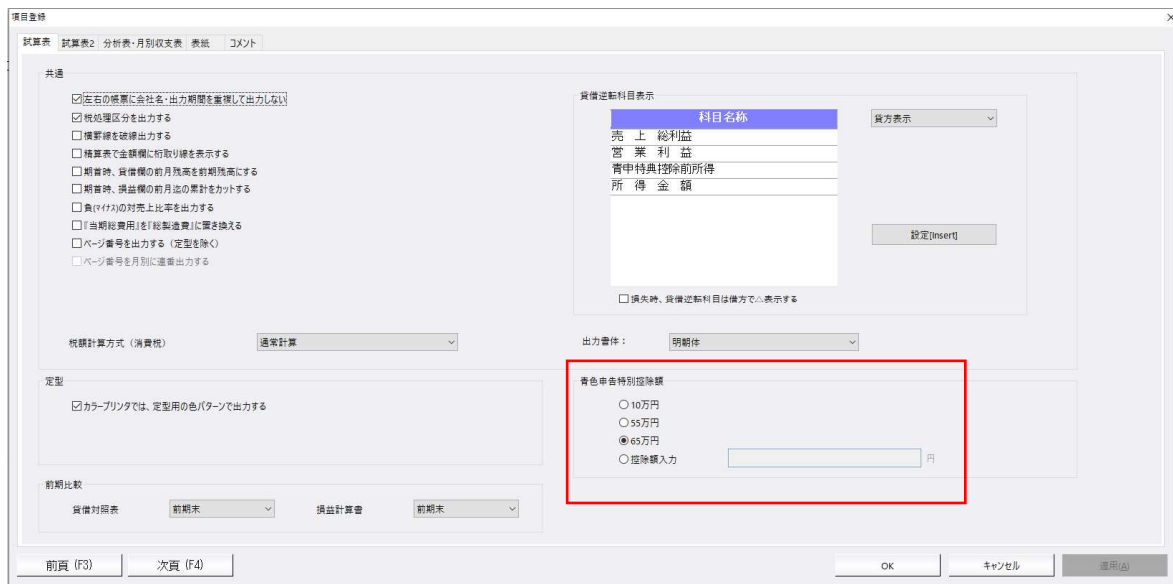 項目登録
試算表 試算表2 分析表・月別収支表 表紙 コメント
共通
左右の帳票に会社名・出力期間を重複して出力しない
税処理区分を出力する
横罫線を破線出力する
精算表で金額欄に桁取り線を表示する
期首時、貸借欄の前月残高を前期残高にする
期首時、損益欄の前月迄の累計をカットする
負(マイナス)の対売上比率を出力する
『当期総費用』を『総製造費』に置き換える
ページ番号を出力する（定型を除く）
ページ番号を月別に連番出力する
税額計算方式（消費税） 通常計算
貸借逆転科目表示
科目名称
売 上 総利益
営 業 利 益
青申特典控除前所得
所 得 金 額
貸方表示
設定[Insert]
損失時、貸借逆転科目は借方で△表示する
出力書体： 明朝体
定型
カラープリンタでは、定型用の色パターンで出力する
青色申告特別控除額
10万円
55万円
65万円
控除額入力 円
前期比較
貸借対照表 前期末 損益計算書 前期末
前頁 (F3) 次頁 (F4) OK キャンセル 適用(A)